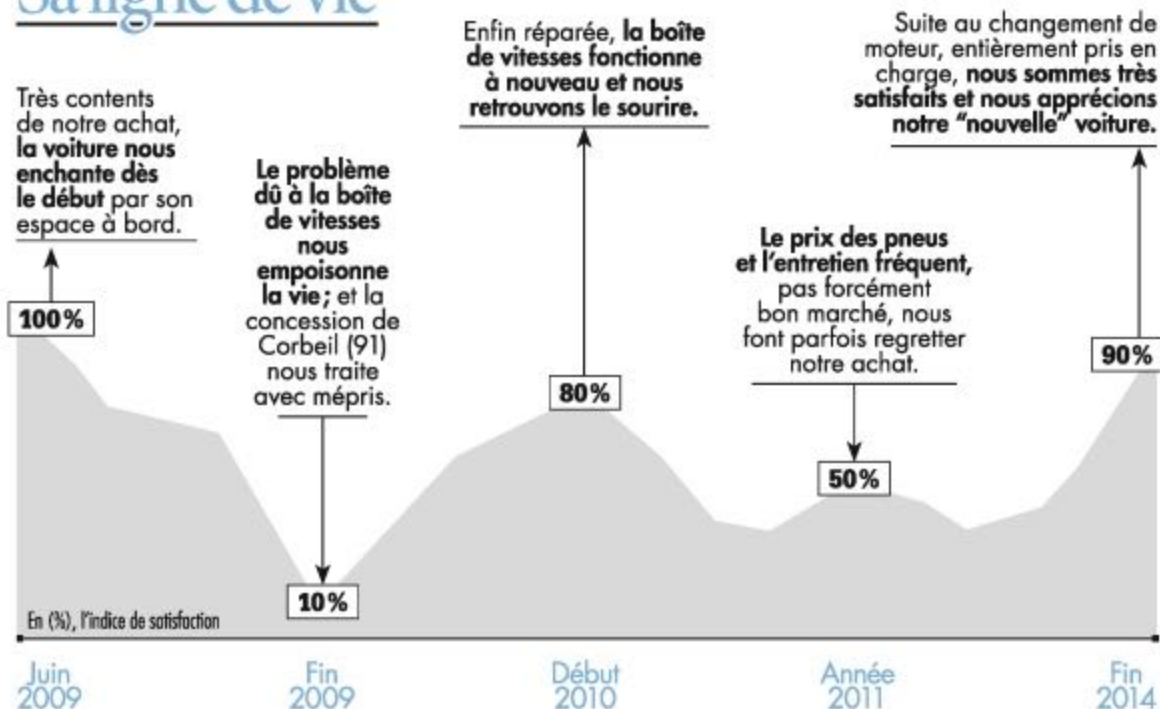 Sa ligne de vie
Très contents
de notre achat,
la voiture nous
enchante dès
le début par son
espace à bord.
100%
Le problème
dû à la boîte
de vitesses
nous
empoisonne
la vie; et la
concession de
Corbeil (91)
nous traite
avec mépris.
10%
Enfin réparée, la boîte
de vitesses fonctionne
à nouveau et nous
retrouvons le sourire.
80%
Le prix des pneus
et l'entretien fréquent,
pas forcément
bon marché, nous
font parfois regretter
notre achat.
50%
Suite au changement de
moteur, entièrement pris en
charge, nous sommes très
satisfaits et nous apprécions
notre "nouvelle" voiture.
90%
En (%), l'indice de satisfaction
Juin
2009
Fin
2009
Début
2010
Année
2011
Fin
2014